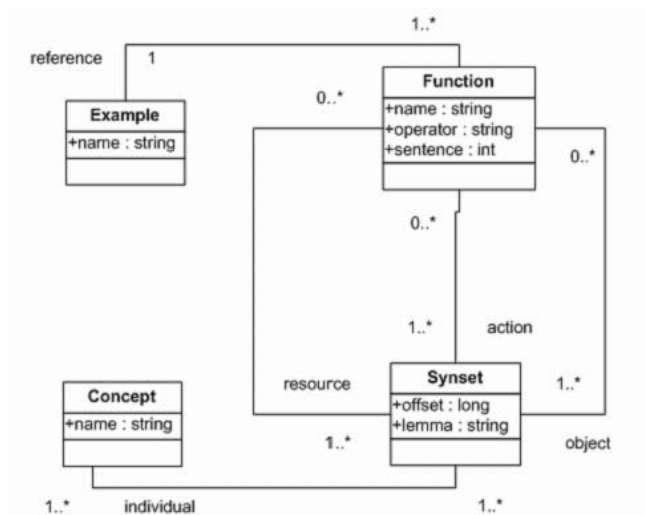 1..*
reference 1
Function
0..*
+name : string
+operator : string
+sentence : int
Example
+name : string
0..*
0..*
1..*
action
Synset
resource
1..*
+offset : long
+lemma : string
Concept
+name : string
1..*
object
1..*
individual
1..*